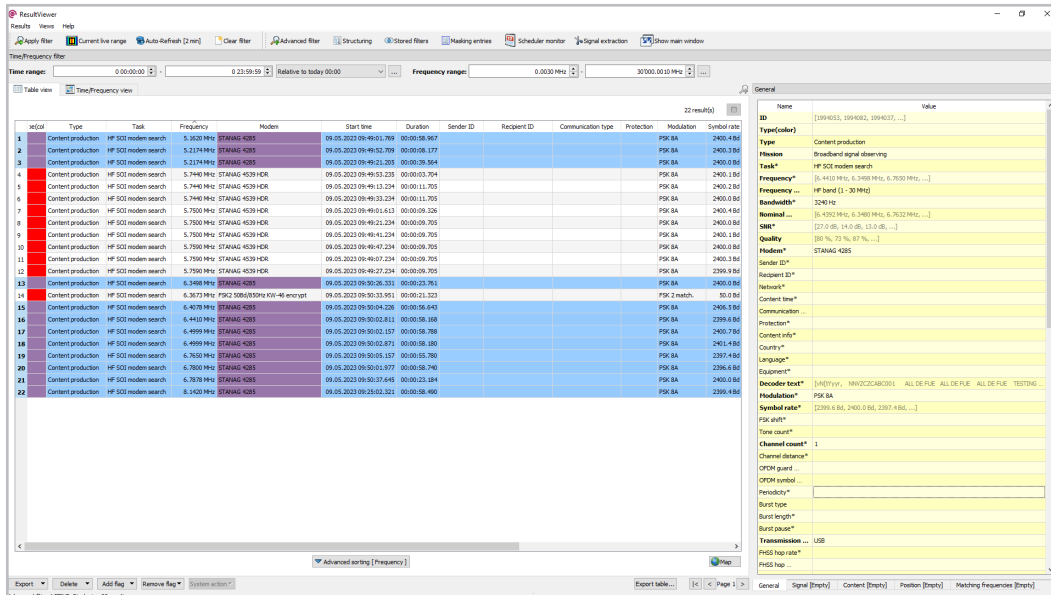 ResultViewer
Results Views Help
Apply filter Current live range Auto-Refresh [2 min] Clear filter Advanced filter Structuring Stored filters Masking entries Scheduler monitor Signal extraction Show main window
Time/Frequency filter
Time range: 0 00:00:00 - 0 23:59:59 Relative to today 00:00 ... Frequency range: 0.0030 MHz - 30'000.0010 MHz ...
Table view Time/Frequency view
22 result(s)
pe(col Type Task Frequency Modem Start time Duration Sender ID Recipient ID Communication type Protection Modulation Symbol rate
1 Content production HF SOI modem search 5.1620 MHz STANAG 4285 09.05.2023 09:49:01.769 00:00:58.967 PSK 8A 2400.4 Bd
2 Content production HF SOI modem search 5.2174 MHz STANAG 4285 09.05.2023 09:49:52.709 00:00:08.177 PSK 8A 2400.3 Bd
3 Content production HF SOI modem search 5.2174 MHz STANAG 4285 09.05.2023 09:49:21.205 00:00:39.564 PSK 8A 2400.0 Bd
4 Content production HF SOI modem search 5.7440 MHz STANAG 4539 HDR 09.05.2023 09:49:53.235 00:00:03.704 PSK 8A 2400.1 Bd
5 Content production HF SOI modem search 5.7440 MHz STANAG 4539 HDR 09.05.2023 09:49:13.234 00:00:11.705 PSK 8A 2400.2 Bd
6 Content production HF SOI modem search 5.7440 MHz STANAG 4539 HDR 09.05.2023 09:49:33.234 00:00:11.705 PSK 8A 2400.0 Bd
7 Content production HF SOI modem search 5.7500 MHz STANAG 4539 HDR 09.05.2023 09:49:01.613 00:00:09.326 PSK 8A 2400.4 Bd
8 Content production HF SOI modem search 5.7500 MHz STANAG 4539 HDR 09.05.2023 09:49:21.234 00:00:09.705 PSK 8A 2400.0 Bd
9 Content production HF SOI modem search 5.7500 MHz STANAG 4539 HDR 09.05.2023 09:49:41.234 00:00:09.705 PSK 8A 2400.1 Bd
10 Content production HF SOI modem search 5.7590 MHz STANAG 4539 HDR 09.05.2023 09:49:47.234 00:00:09.705 PSK 8A 2400.0 Bd
11 Content production HF SOI modem search 5.7590 MHz STANAG 4539 HDR 09.05.2023 09:49:07.234 00:00:09.705 PSK 8A 2400.3 Bd
12 Content production HF SOI modem search 5.7590 MHz STANAG 4539 HDR 09.05.2023 09:49:27.234 00:00:09.705 PSK 8A 2399.9 Bd
13 Content production HF SOI modem search 6.3498 MHz STANAG 4285 09.05.2023 09:50:26.331 00:00:23.761 PSK 8A 2400.0 Bd
14 Content production HF SOI modem search 6.3673 MHz FSK2 50Bd/850Hz KW-46 encrypt 09.05.2023 09:50:33.951 00:00:21.323 PSK 2 match. 50.0 Bd
15 Content production HF SOI modem search 6.4078 MHz STANAG 4285 09.05.2023 09:50:04.226 00:00:56.643 PSK 8A 2406.5 Bd
16 Content production HF SOI modem search 6.4410 MHz STANAG 4285 09.05.2023 09:50:02.811 00:00:58.168 PSK 8A 2399.6 Bd
17 Content production HF SOI modem search 6.4999 MHz STANAG 4285 09.05.2023 09:50:02.157 00:00:58.788 PSK 8A 2400.7 Bd
18 Content production HF SOI modem search 6.4999 MHz STANAG 4285 09.05.2023 09:50:02.871 00:00:58.180 PSK 8A 2401.4 Bd
19 Content production HF SOI modem search 6.7650 MHz STANAG 4285 09.05.2023 09:50:05.157 00:00:55.780 PSK 8A 2397.4 Bd
20 Content production HF SOI modem search 6.7800 MHz STANAG 4285 09.05.2023 09:50:01.977 00:00:58.740 PSK 8A 2396.6 Bd
21 Content production HF SOI modem search 6.7878 MHz STANAG 4285 09.05.2023 09:50:37.645 00:00:23.184 PSK 8A 2400.0 Bd
22 Content production HF SOI modem search 8.1420 MHz STANAG 4285 09.05.2023 09:25:02.321 00:00:58.490 PSK 8A 2399.4 Bd
Advanced sorting [ Frequency ] Map
Export Delete Add flag Remove flag System action Export table... |< < Page 1 >
General
Name Value
ID [1994053, 1994082, 1994037, ...]
Type(color)
Type Content production
Mission Broadband signal observing
Task* HF SOI modem search
Frequency* [6.4410 MHz, 6.3498 MHz, 6.7650 MHz, ...]
Frequency ... HF band (1 - 30 MHz)
Bandwidth* 3240 Hz
Nominal ... [6.4392 MHz, 6.3480 MHz, 6.7632 MHz, ...]
SNR* [27.0 dB, 14.0 dB, 13.0 dB, ...]
Quality [80 %, 73 %, 87 %, ...]
Modem* STANAG 4285
Sender ID*
Recipient ID*
Network*
Content time*
Communication ...
Protection*
Content info*
Country*
Language*
Equipment*
Decoder text* ALL DE FUE ALL DE FUE ALL DE FUE TESTING ...
Modulation* PSK 8A
Symbol rate* [2399.6 Bd, 2400.0 Bd, 2397.4 Bd, ...]
FSK shift*
Tone count*
Channel count* 1
Channel distance*
OFDM guard ...
OFDM symbol ...
Periodicity*
Burst type
Burst length*
Burst pause*
Transmission ... USB
FHSS hop rate*
FHSS hop ...
General Signal [Empty] Content [Empty] Position [Empty] Matching frequencies [Empty]